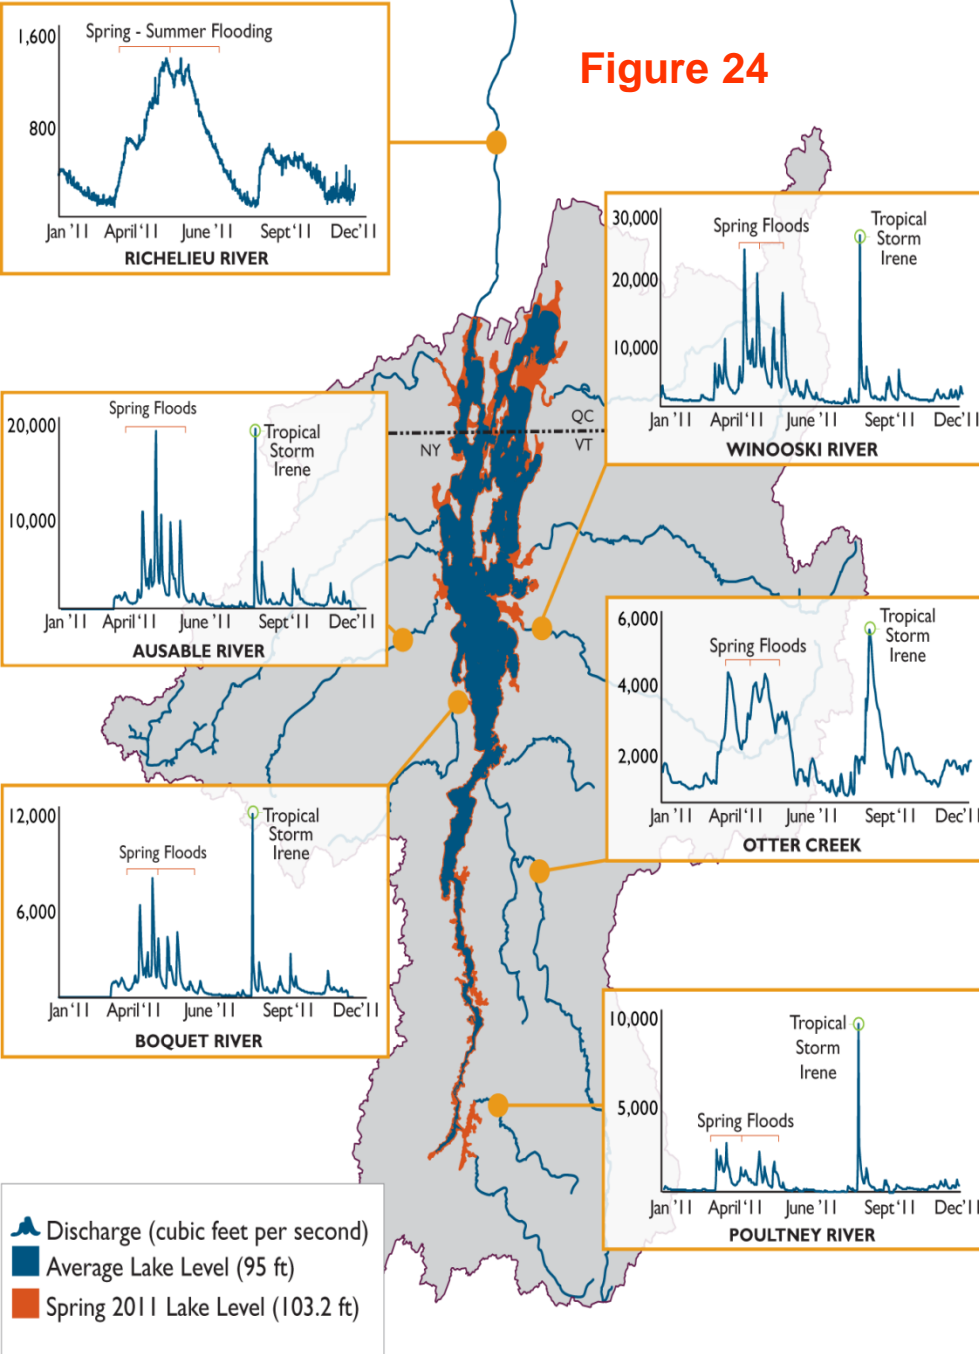 Figure 24
1,600
Spring - Summer Flooding
800
Jan '11 April'11 June '11 Sept'11 Dec'11
RICHELIEU RIVER
30,000
Spring Floods
Tropical
Storm
Irene
20,000
10,000
Jan '11 April'11 June '11 Sept'11 Dec'11
WINOOSKI RIVER
QC
NY
VT
20,000
Spring Floods
Tropical
Storm
Irene
10,000
Jan '11 April'11 June '11 Sept'11 Dec'11
AUSABLE RIVER
6,000
Spring Floods
Tropical
Storm
Irene
4,000
2,000
Jan '11 April'11 June '11 Sept'11 Dec'11
OTTER CREEK
12,000
Spring Floods
Tropical
Storm
Irene
6,000
Jan '11 April'11 June '11 Sept'11 Dec'11
BOQUET RIVER
10,000
Tropical
Storm
Irene
5,000
Spring Floods
Jan '11 April'11 June '11 Sept'11 Dec'11
POULTNEY RIVER
Discharge (cubic feet per second)
Average Lake Level (95 ft)
Spring 2011 Lake Level (103.2 ft)